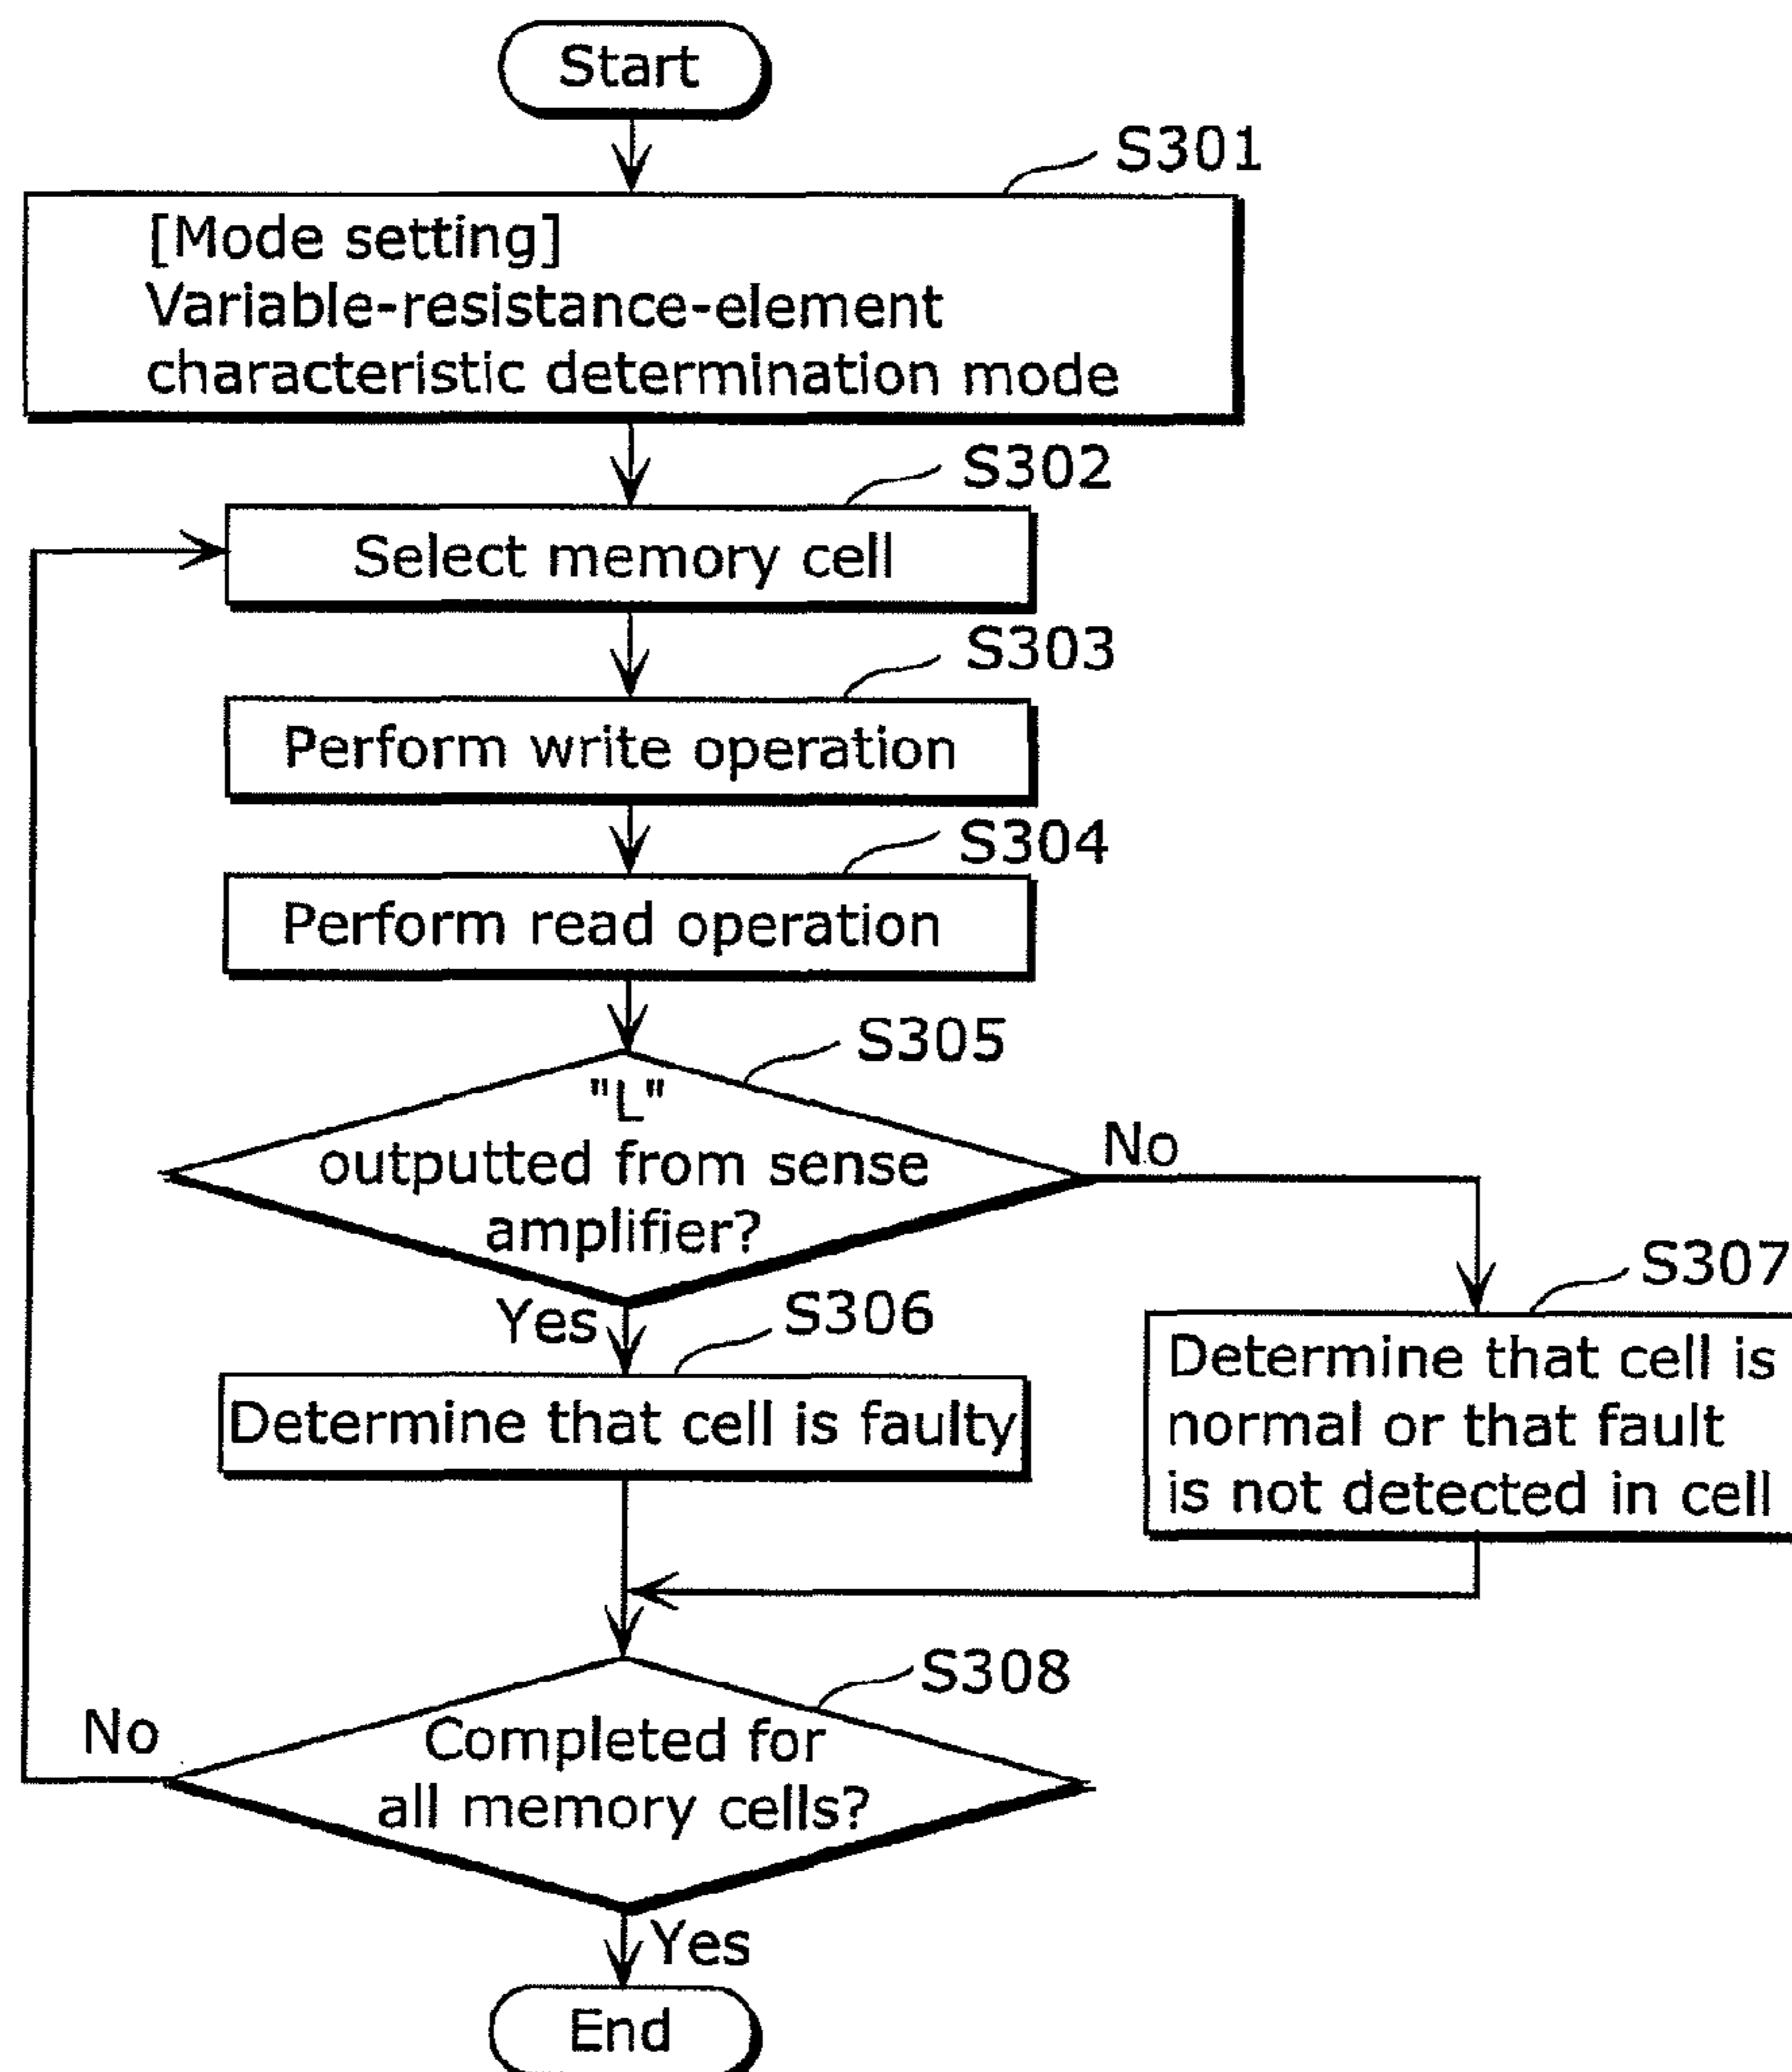 Start
S301
[Mode setting]
Variable-resistance-element
characteristic determination mode
S302
Select memory cell
S303
Perform write operation
S304
Perform read operation
S305
"L"
outputted from sense
amplifier?
No
Yes
S306
Determine that cell is faulty
S307
Determine that cell is
normal or that fault
is not detected in cell
S308
Completed for
all memory cells?
No
Yes
End